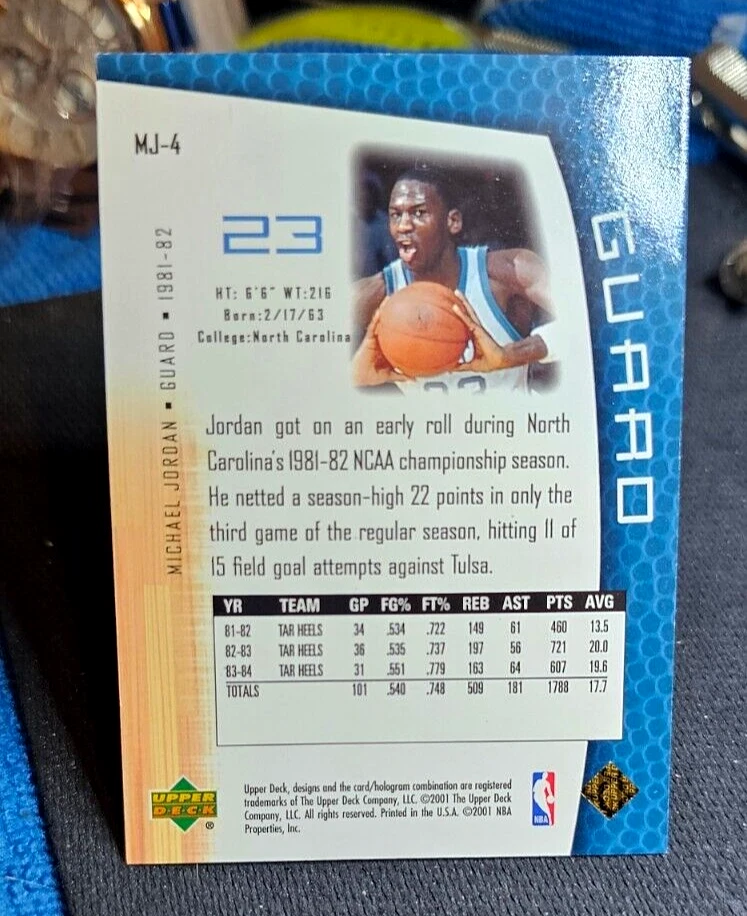 MJ-4
23
HT: 6'6" WT:216
Born:2/17/63
College:North Carolina
MICHAEL JORDAN ▪ GUARD ▪ 1981-82
GUARD
23
Jordan got on an early roll during North
Carolina's 1981-82 NCAA championship season.
He netted a season-high 22 points in only the
third game of the regular season, hitting 11 of
15 field goal attempts against Tulsa.
YR TEAM GP FG% FT% REB AST PTS AVG
81-82 TAR HEELS 34 .534 .722 149 61 460 13.5
82-83 TAR HEELS 36 .535 .737 197 56 721 20.0
83-84 TAR HEELS 31 .551 .779 163 64 607 19.6
TOTALS 101 .540 .748 509 181 1788 17.7
UPPER
DECK
®
Upper Deck, designs and the card/hologram combination are registered
trademarks of The Upper Deck Company, LLC. ©2001 The Upper Deck
Company, LLC. All rights reserved. Printed in the U.S.A. ©2001 NBA
Properties, Inc.
NBA